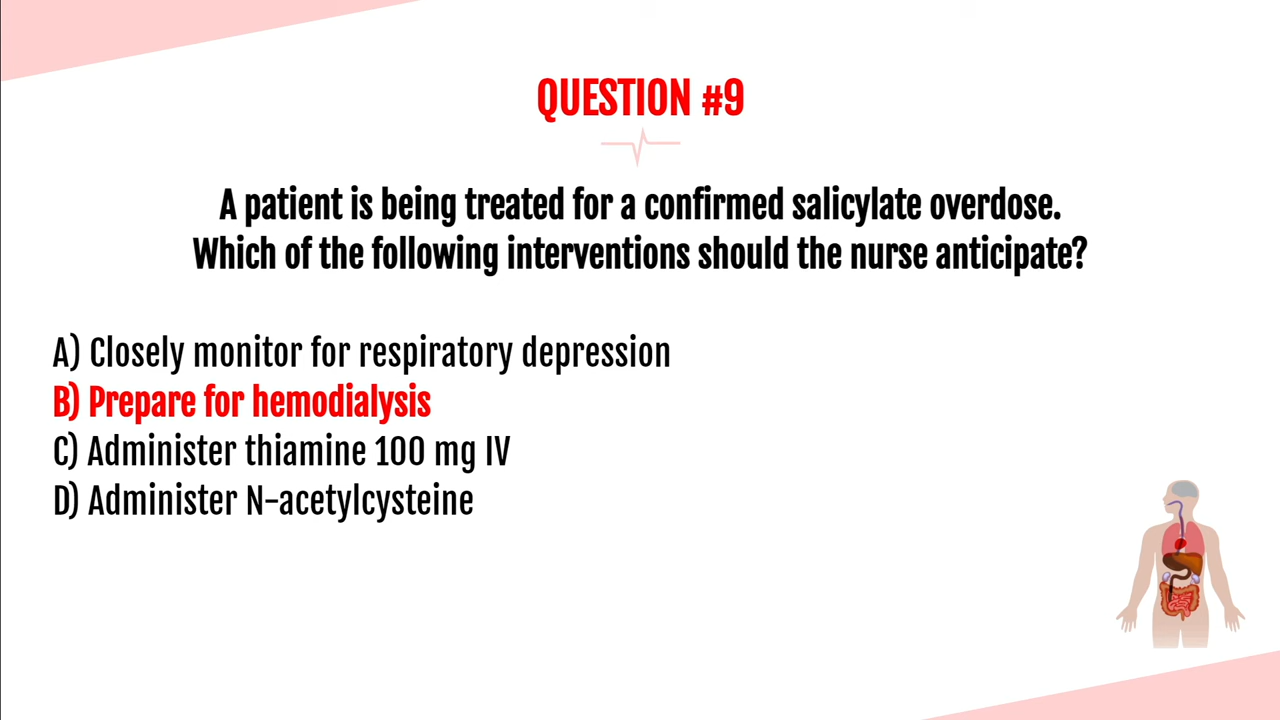 QUESTION #9
A patient is being treated for a confirmed salicylate overdose.
Which of the following interventions should the nurse anticipate?
A) Closely monitor for respiratory depression
B) Prepare for hemodialysis
C) Administer thiamine 100 mg IV
D) Administer N-acetylcysteine